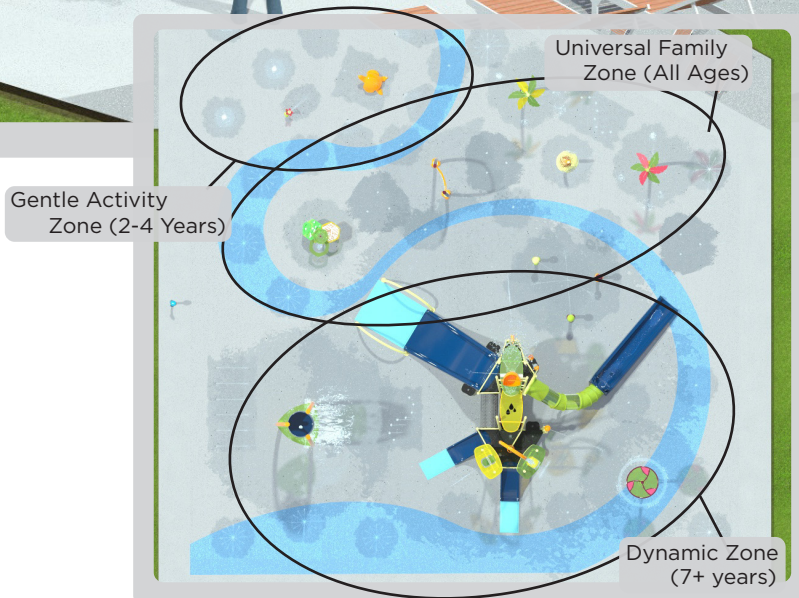 Universal Family
Zone (All Ages)
Gentle Activity
Zone (2-4 Years)
Dynamic Zone
(7+ years)